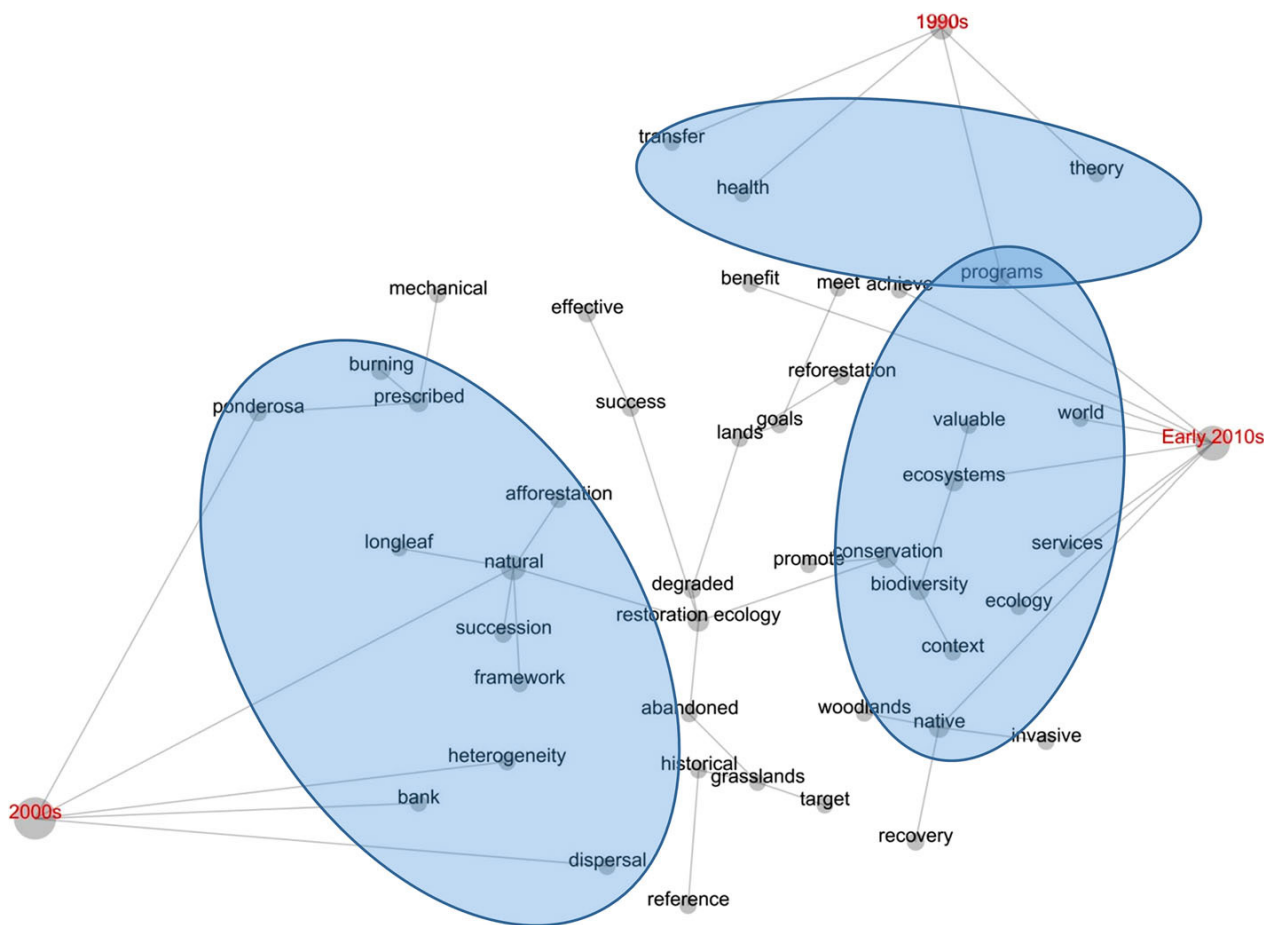 1990s
transfer
theory
health
programs
benefit
meet
achieve
mechanical
effective
burning
reforestation
prescribed
ponderosa
success
valuable
world
goals
lands
Early 2010s
ecosystems
afforestation
longleaf
natural
services
conservation
promote
degraded
biodiversity
ecology
restoration ecology
succession
context
framework
abandoned
woodlands
native
invasive
heterogeneity
historical
grasslands
bank
target
2000s
recovery
dispersal
reference